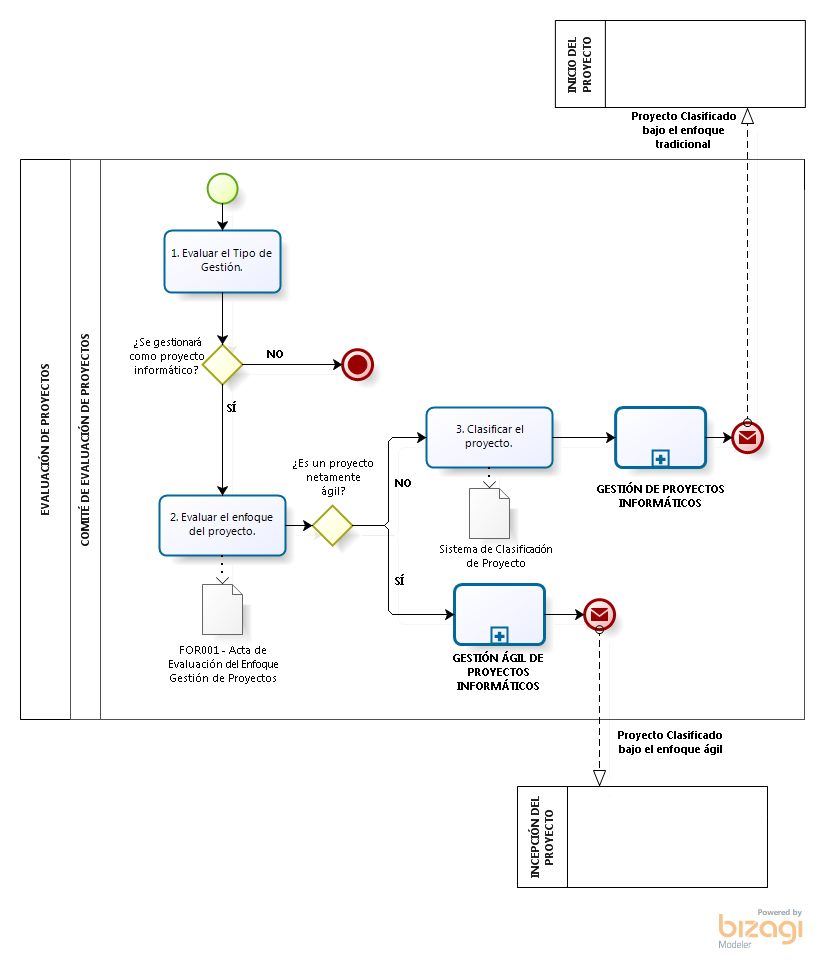 INICIO DEL
PROYECTO
Proyecto Clasificado
bajo el enfoque
tradicional
EVALUACIÓN DE PROYECTOS
COMITÉ DE EVALUACIÓN DE PROYECTOS
1. Evaluar el Tipo de
Gestión.
¿Se gestionará
como proyecto
informático?
NO
SÍ
2. Evaluar el enfoque
del proyecto.
FOR001 - Acta de
Evaluación del Enfoque
Gestión de Proyectos
¿Es un proyecto
netamente
ágil?
NO
3. Clasificar el
proyecto.
Sistema de Clasificación
de Proyecto
GESTIÓN DE PROYECTOS
INFORMÁTICOS
SÍ
GESTIÓN ÁGIL DE
PROYECTOS
INFORMÁTICOS
Proyecto Clasificado
bajo el enfoque ágil
INCEPCIÓN DEL
PROYECTO
Powered by
bizagi
Modeler